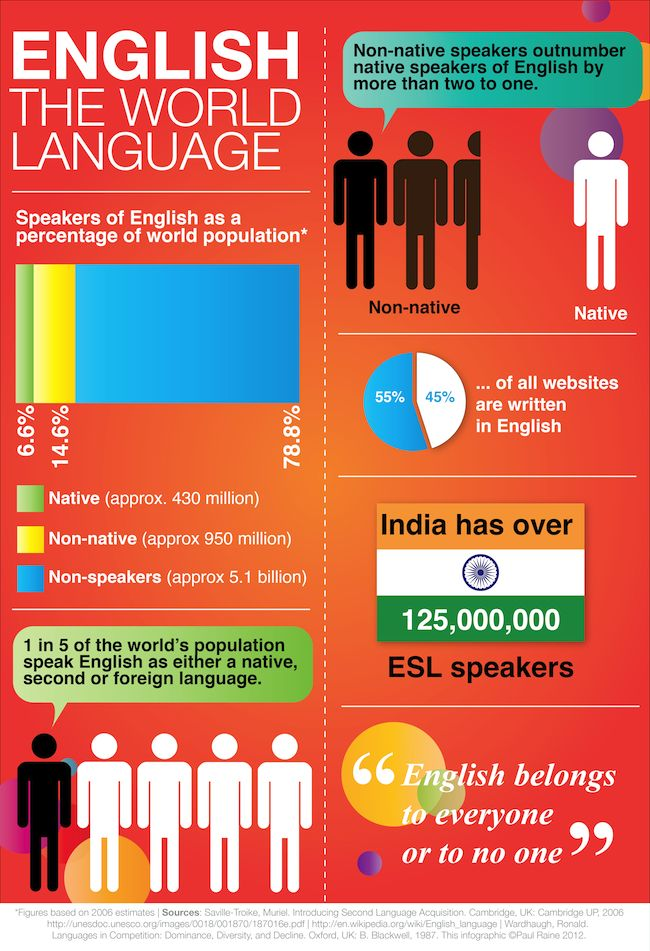 ENGLISH
THE WORLD
LANGUAGE
Speakers of English as a
percentage of world population*
6.6%
14.6%
78.8%
Native (approx. 430 million)
Non-native (approx 950 million)
Non-speakers (approx 5.1 billion)
1 in 5 of the world's population
speak English as either a native,
second or foreign language.
Non-native speakers outnumber
native speakers of English by
more than two to one.
Non-native
Native
55%
45%
... of all websites
are written
in English
India has over
125,000,000
ESL speakers
“English belongs
to everyone
or to no one”
*Figures based on 2006 estimates | Sources: Saville-Troike, Muriel. Introducing Second Language Acquisition. Cambridge, UK: Cambridge UP, 2006
http://unesdoc.unesco.org/images/0018/001870/187016e.pdf | http://en.wikipedia.org/wiki/English_language | Wardhaugh, Ronald.
Languages in Competition: Dominance, Diversity, and Decline. Oxford, UK: B. Blackwell, 1987. This infographic ©Paul Raine 2012.